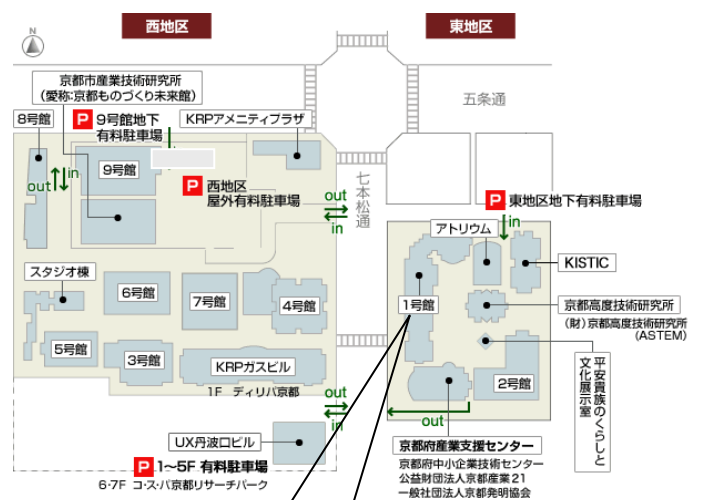 西地区
東地区
N
京都市産業技術研究所
(愛称:京都ものづくり未来館)
五条通
8号館
P 9号館地下
有料駐車場
KRPアメニティプラザ
in
out
9号館
P 西地区
屋外有料駐車場
out
in
七本松通
P 東地区地下有料駐車場
in
アトリウム
KISTIC
スタジオ棟
6号館
7号館
4号館
1号館
京都高度技術研究所
(財)京都高度技術研究所
(ASTEM)
5号館
3号館
KRPガスビル
1F ディリパ京都
2号館
平安貴族のくらしと
文化展示室
out
in
out
UX丹波口ビル
P 1~5F 有料駐車場
6・7F コ・ス・パ京都リサーチパーク
京都府産業支援センター
京都府中小企業技術センター
公益財団法人京都産業21
一般社団法人京都発明協会